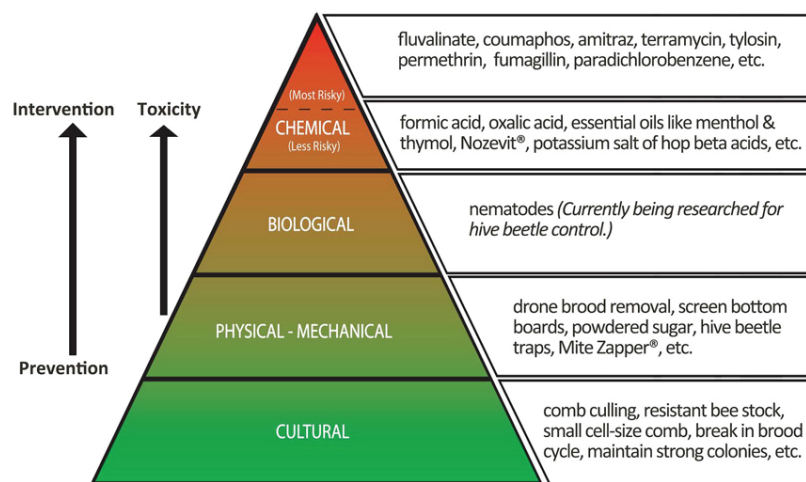 fluvalinate, coumaphos, amitraz, terramycin, tylosin,
permethrin, fumagillin, paradichlorobenzene, etc.
Intervention
Toxicity
(Most Risky)
CHEMICAL
(Less Risky)
formic acid, oxalic acid, essential oils like menthol &
thymol, Nozevit®, potassium salt of hop beta acids, etc.
BIOLOGICAL
nematodes (Currently being researched for
hive beetle control.)
PHYSICAL - MECHANICAL
drone brood removal, screen bottom
boards, powdered sugar, hive beetle
traps, Mite Zapper®, etc.
Prevention
CULTURAL
comb culling, resistant bee stock,
small cell-size comb, break in brood
cycle, maintain strong colonies, etc.